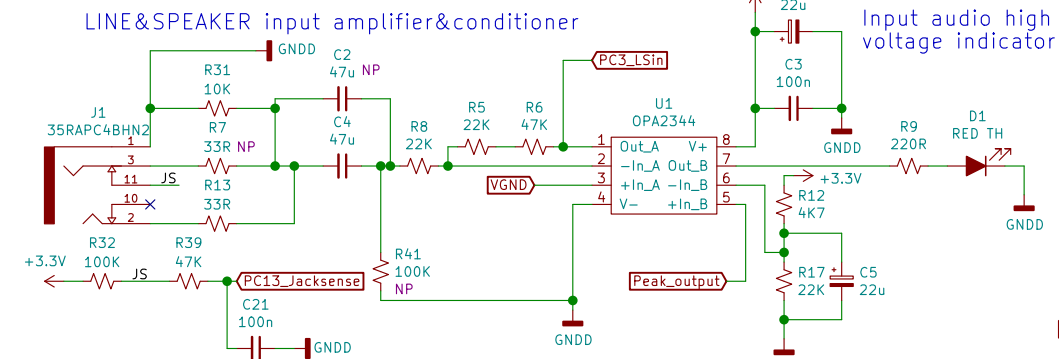 LINE&SPEAKER input amplifier&conditioner
22u
Input audio high
voltage indicator
GNDD
C2
47u NP
PC3_LSin
C3
100n
R31
10K
J1
35RAPC4BHN2
R7
33R NP
C4
47u
R5
22K
R6
47K
U1
OPA2344
R8
22K
R9
220R
D1
RED TH
GNDD
1
3
11
JS
10
2
R13
33R
1 Out_A V+ 8
2 -In_A Out_B 7
3 +In_A -In_B 6
4 V- +In_B 5
VGND
+3.3V
R12
4K7
GNDD
R32
100K
R39
47K
+3.3V
JS
PC13_Jacksense
R41
100K
NP
Peak_output
R17
22K
C5
22u
C21
100n
GNDD
GNDD